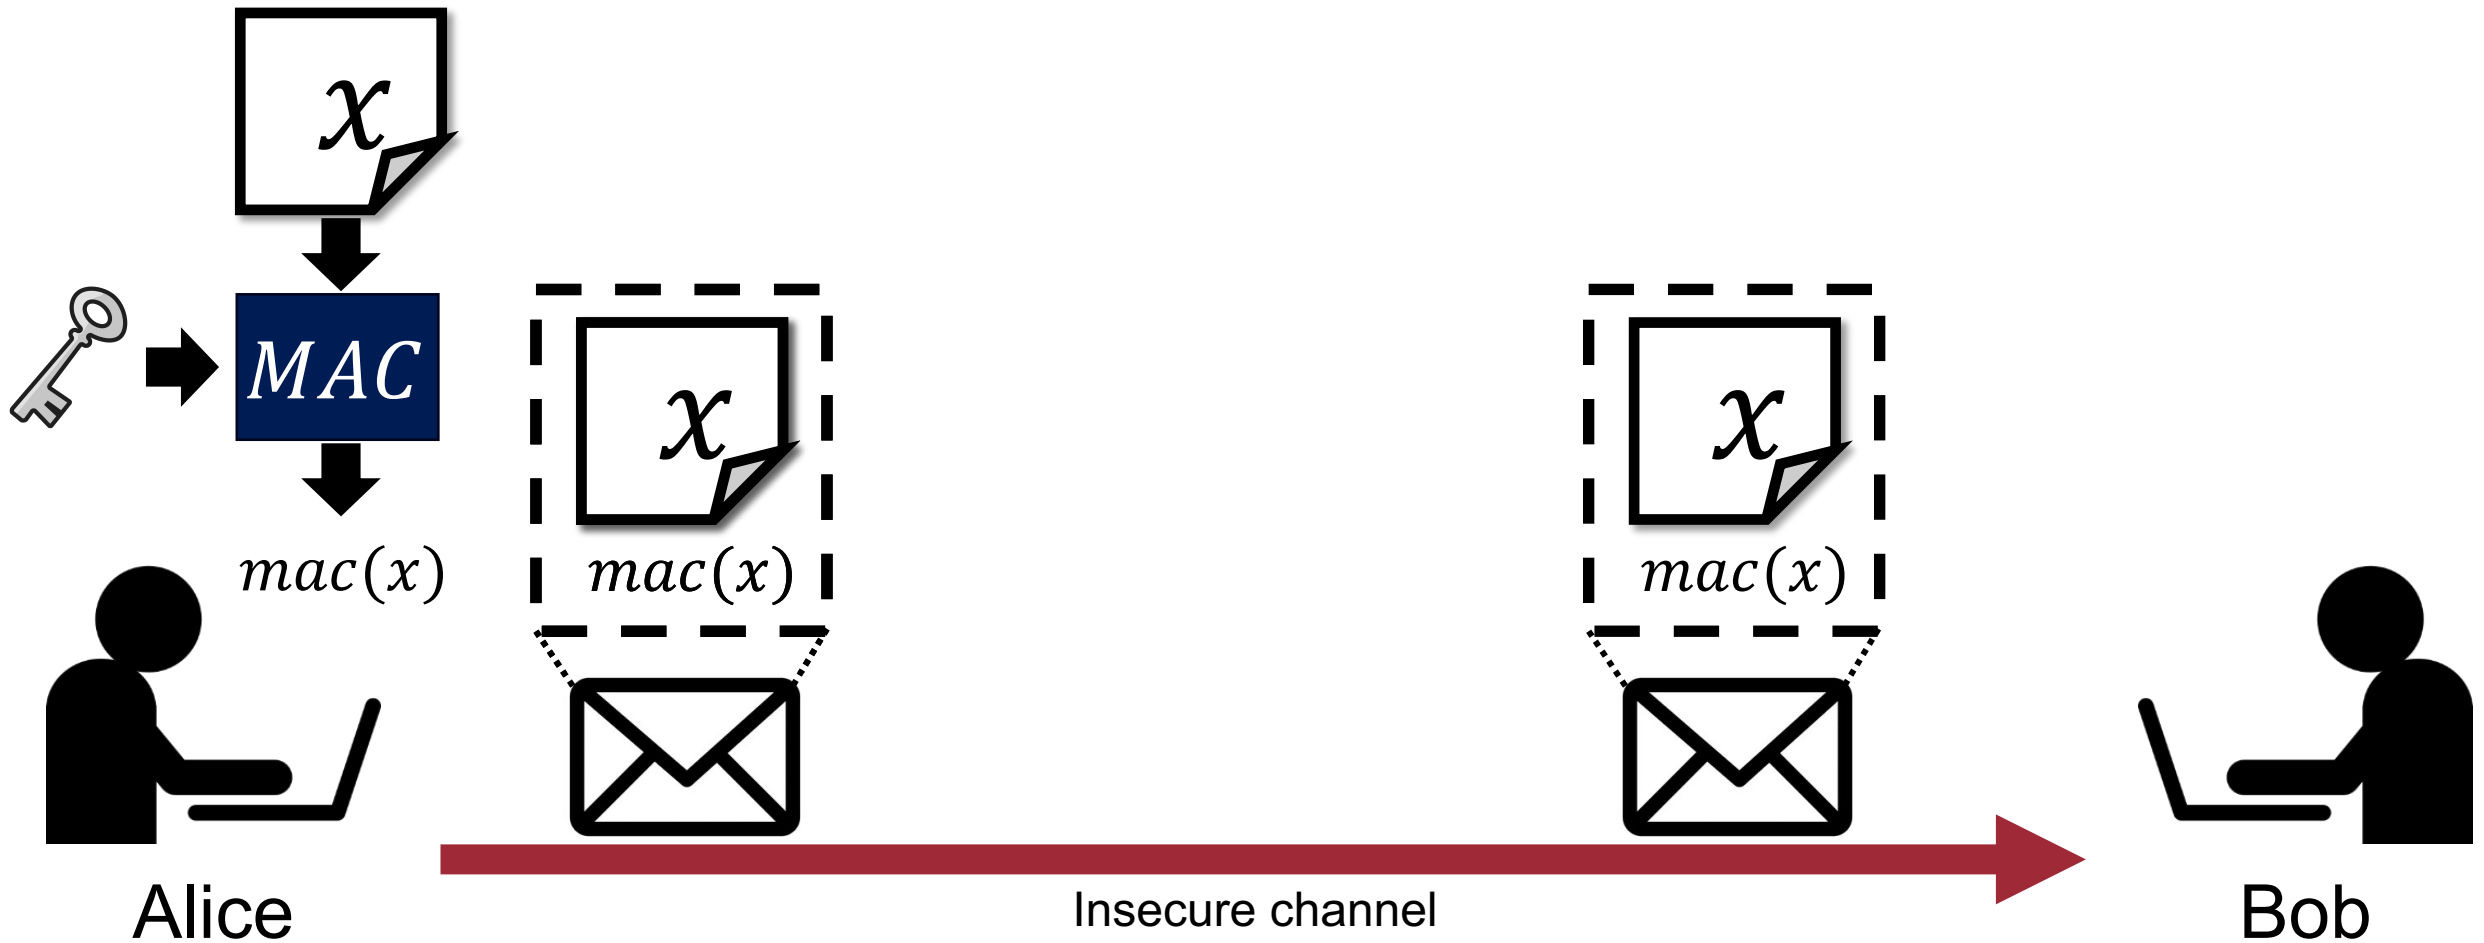 x
MAC
mac(x)
x
mac(x)
x
mac(x)
Alice
Insecure channel
Bob